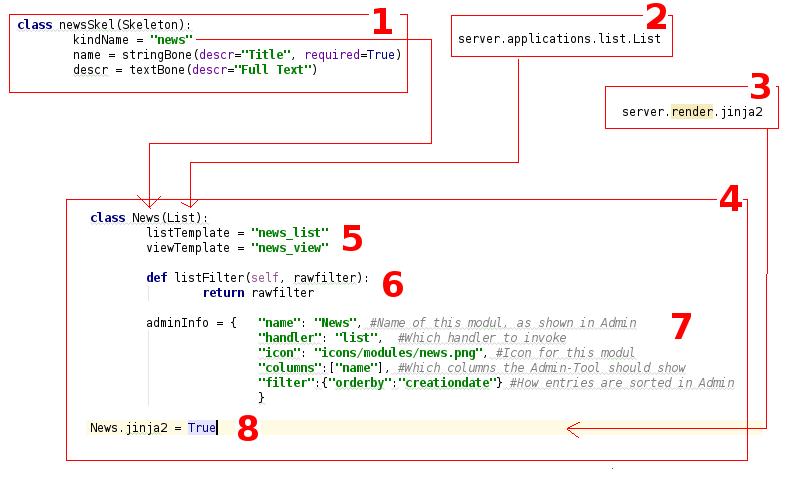 1
class newsSkel(Skeleton):
kindName = "news"
name = stringBone(descr="Title", required=True)
descr = textBone(descr="Full Text")
2
server.applications.list.List
3
server.render.jinja2
4
class News(List):
listTemplate = "news_list"
viewTemplate = "news_view"
5
def listFilter(self, rawfilter):
return rawfilter
6
adminInfo = { "name": "News", #Name of this modul, as shown in Admin
"handler": "list", #Which handler to invoke
"icon": "icons/modules/news.png", #Icon for this modul
"columns":["name"], #Which columns the Admin-Tool should show
"filter":{"orderby":"creationdate"} #How entries are sorted in Admin
}
7
News.jinja2 = True
8